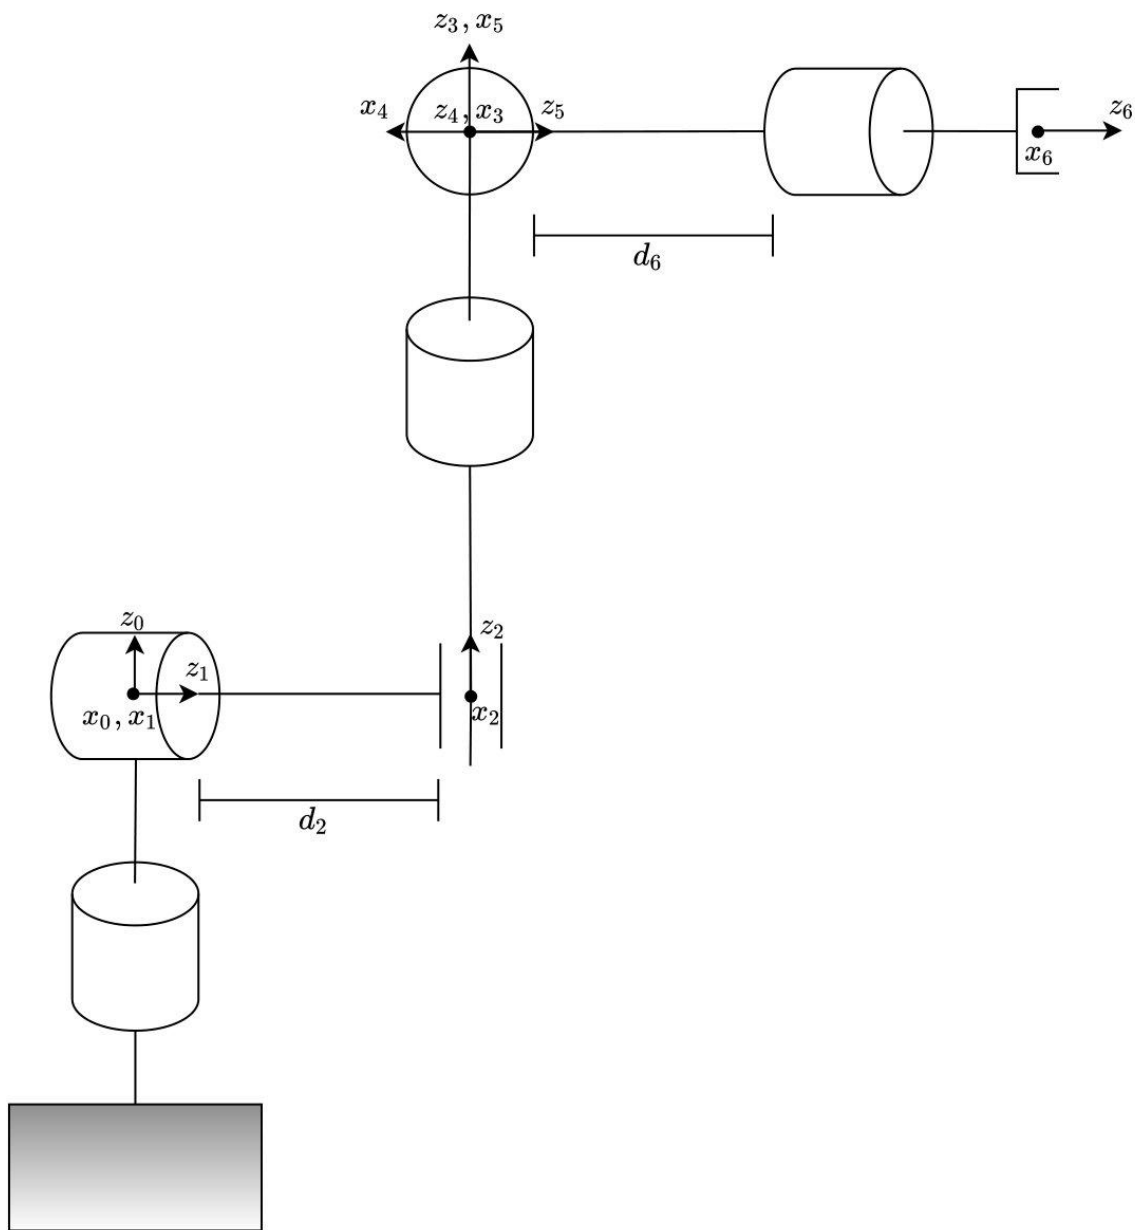 z₃, x₅
x₄
z₄, x₃
z₅
z₆
x₆
d₆
z₀
z₂
z₁
x₀, x₁
x₂
d₂